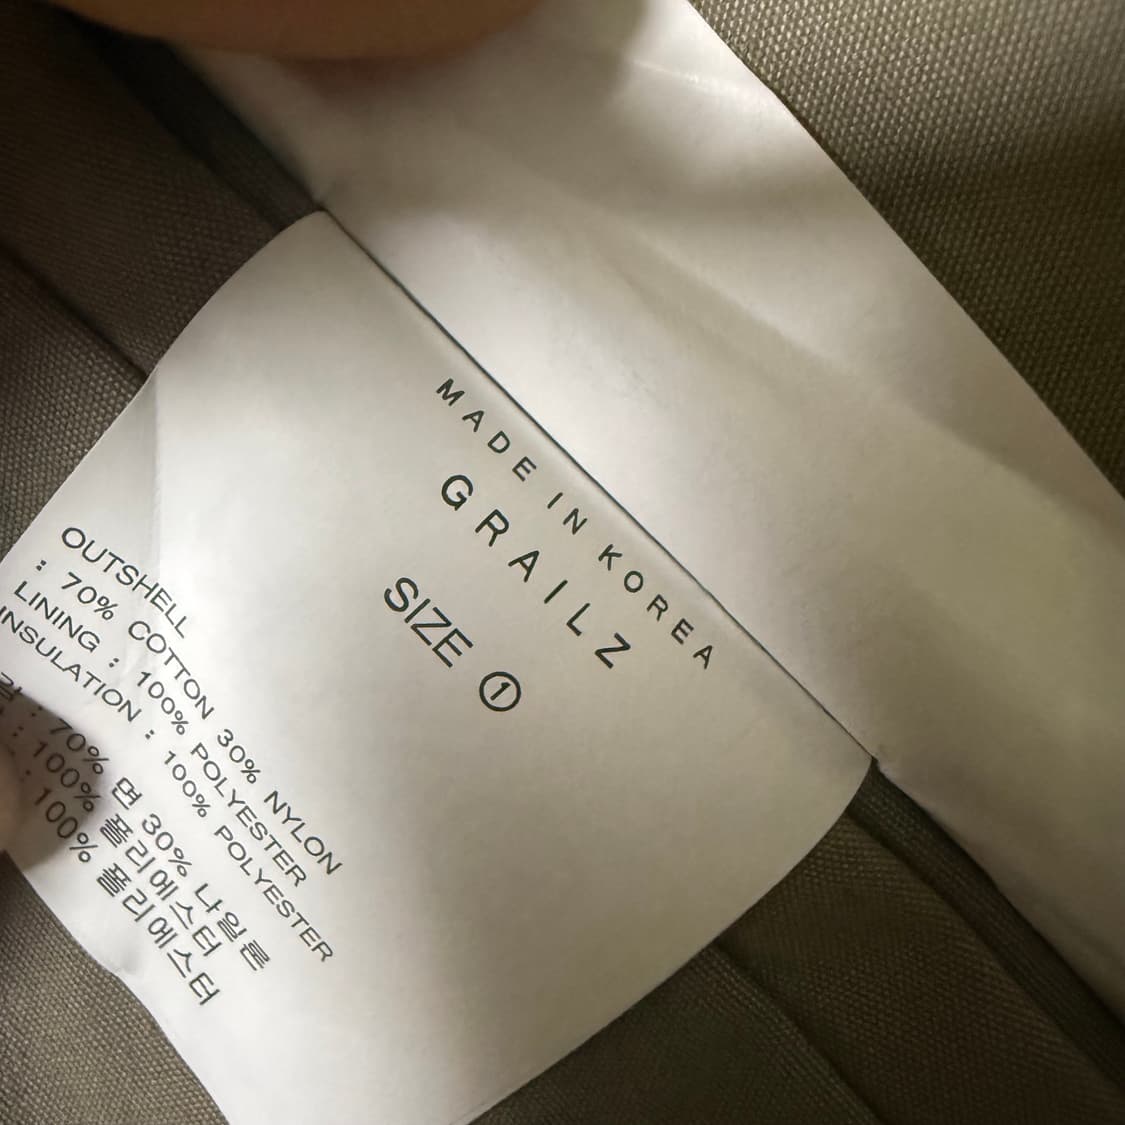 MADE IN KOREA
GRAILZ
SIZE ①
OUTSHELL
: 70% COTTON 30% NYLON
LINING : 100% POLYESTER
INSULATION : 100% POLYESTER
: 70% 면 30% 나일론
: 100% 폴리에스터
: 100% 폴리에스터